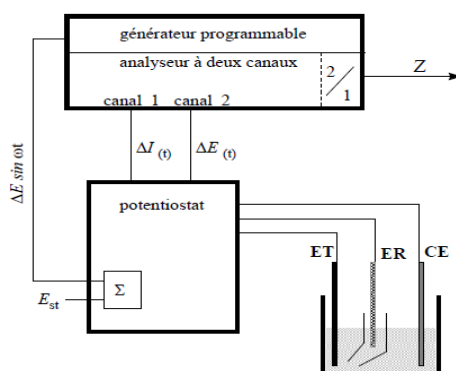 générateur programmable
analyseur à deux canaux
2/1
Z
canal 1 canal 2
ΔI (t) ΔE (t)
ΔE sin ωt
potentiostat
ET ER CE
Σ
E_st